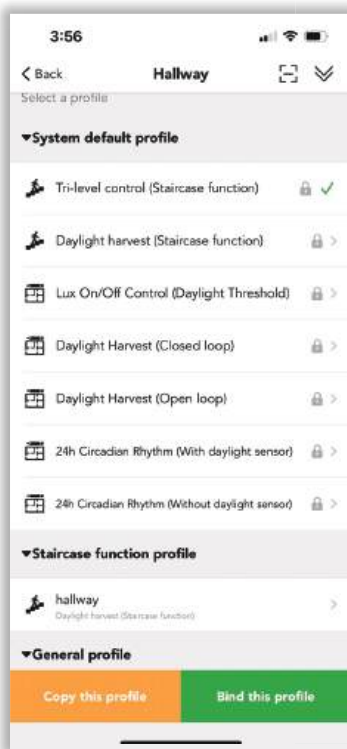 3:56
Back
Hallway
Select a profile
▾System default profile
Tri-level control (Staircase function)
Daylight harvest (Staircase function)
Lux On/Off Control (Daylight Threshold)
Daylight Harvest (Closed loop)
Daylight Harvest (Open loop)
24h Circadian Rhythm (With daylight sensor)
24h Circadian Rhythm (Without daylight sensor)
▾Staircase function profile
hallway
Daylight harvest (Staircase function)
▾General profile
Copy this profile
Bind this profile